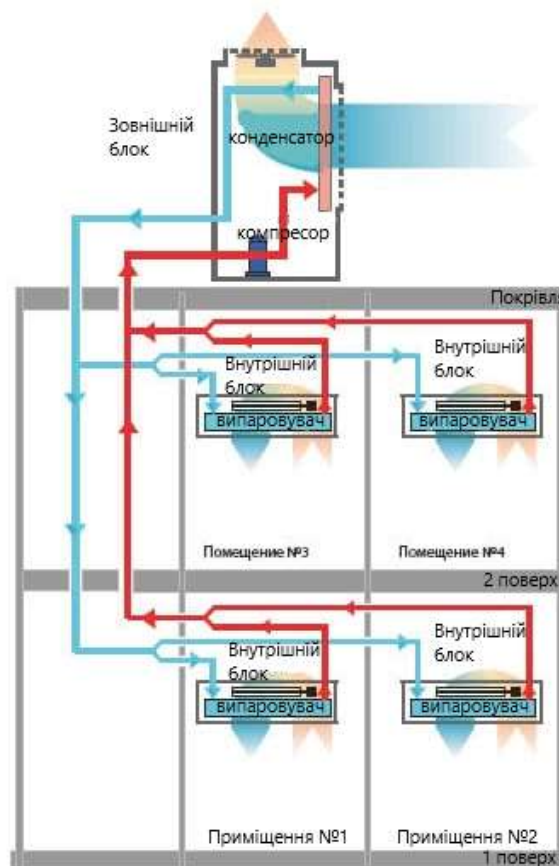 Зовнішній
блок
конденсатор
компресор
Покрівл
Внутрішній
блок
Внутрішній
блок
випаровувач
випаровувач
Помещение №3
Помещение №4
2 поверх
Внутрішній
блок
Внутрішній
блок
випаровувач
випаровувач
Приміщення №1
Приміщення №2
1 поверх